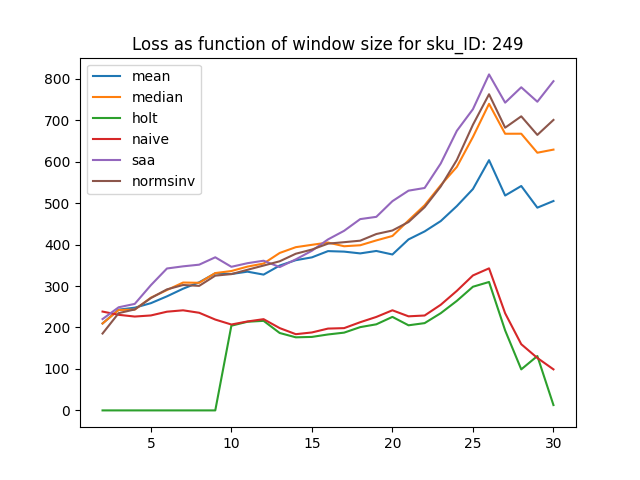 Loss as function of window size for sku_ID: 249
mean
median
holt
naive
saa
normsinv
800
700
600
500
400
300
200
100
0
5 10 15 20 25 30